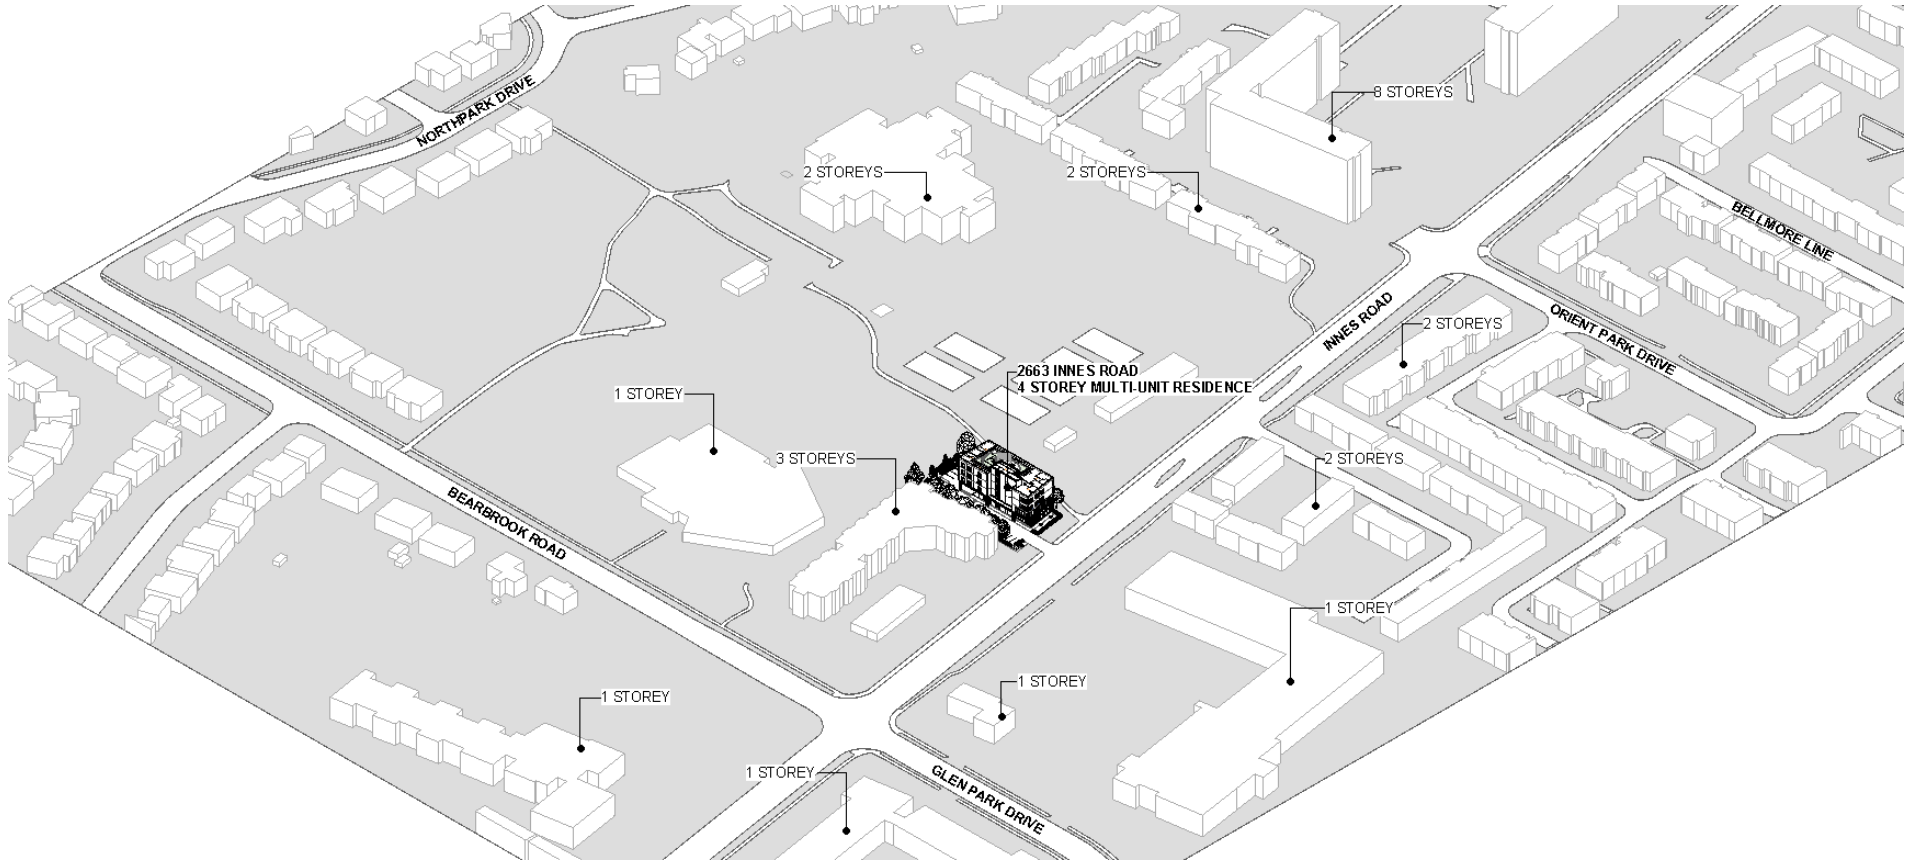 NORTHPARK DRIVE
8 STOREYS
2 STOREYS
2 STOREYS
BELLMORE LINE
INNES ROAD
ORIENT PARK DRIVE
2 STOREYS
2663 INNES ROAD
4 STOREY MULTI-UNIT RESIDENCE
1 STOREY
3 STOREYS
2 STOREYS
BEARBROOK ROAD
1 STOREY
1 STOREY
1 STOREY
1 STOREY
GLEN PARK DRIVE